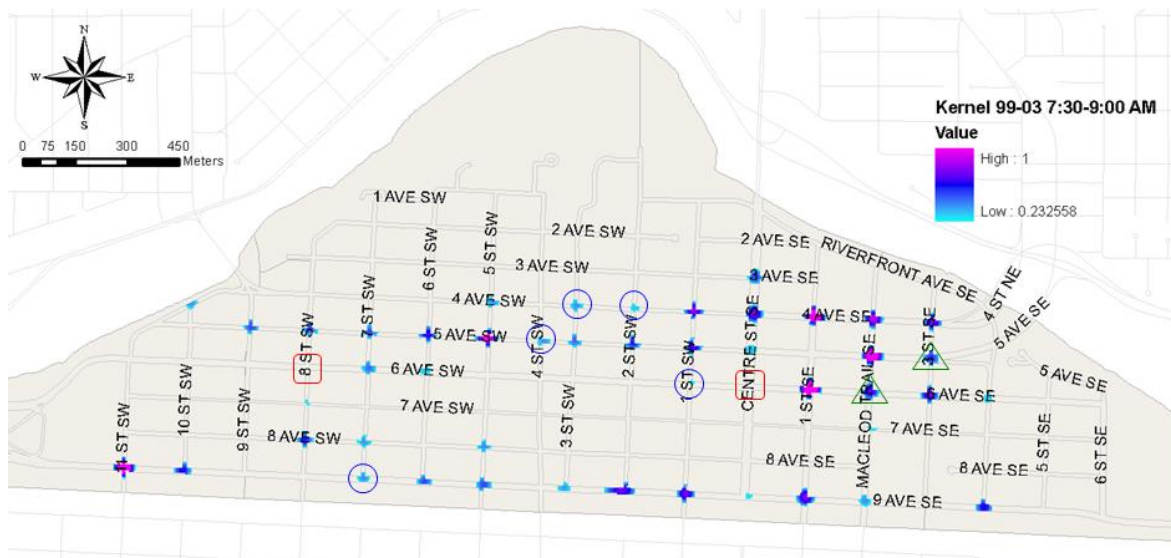 N
W E
S
0 75 150 300 450
Meters
Kernel 99-03 7:30-9:00 AM
Value
High : 1
Low : 0.232558
1 AVE SW
2 AVE SW
2 AVE SE
RIVERFRONT AVE SE
3 AVE SW
3 AVE SE
4 ST NE
5 AVE SE
4 AVE SW
4 AVE SE
5 AVE SW
5 AVE SE
6 AVE SW
6 AVE SE
7 AVE SW
7 AVE SE
8 AVE SW
8 AVE SE
8 AVE SE
9 AVE SE
11 ST SW
10 ST SW
9 ST SW
8 ST SW
7 ST SW
6 ST SW
5 ST SW
4 ST SW
3 ST SW
2 ST SW
1 ST SW
CENTRE ST SE
1 ST SE
MACLEOD TRAIL SE
3 ST SE
5 ST SE
6 ST SE